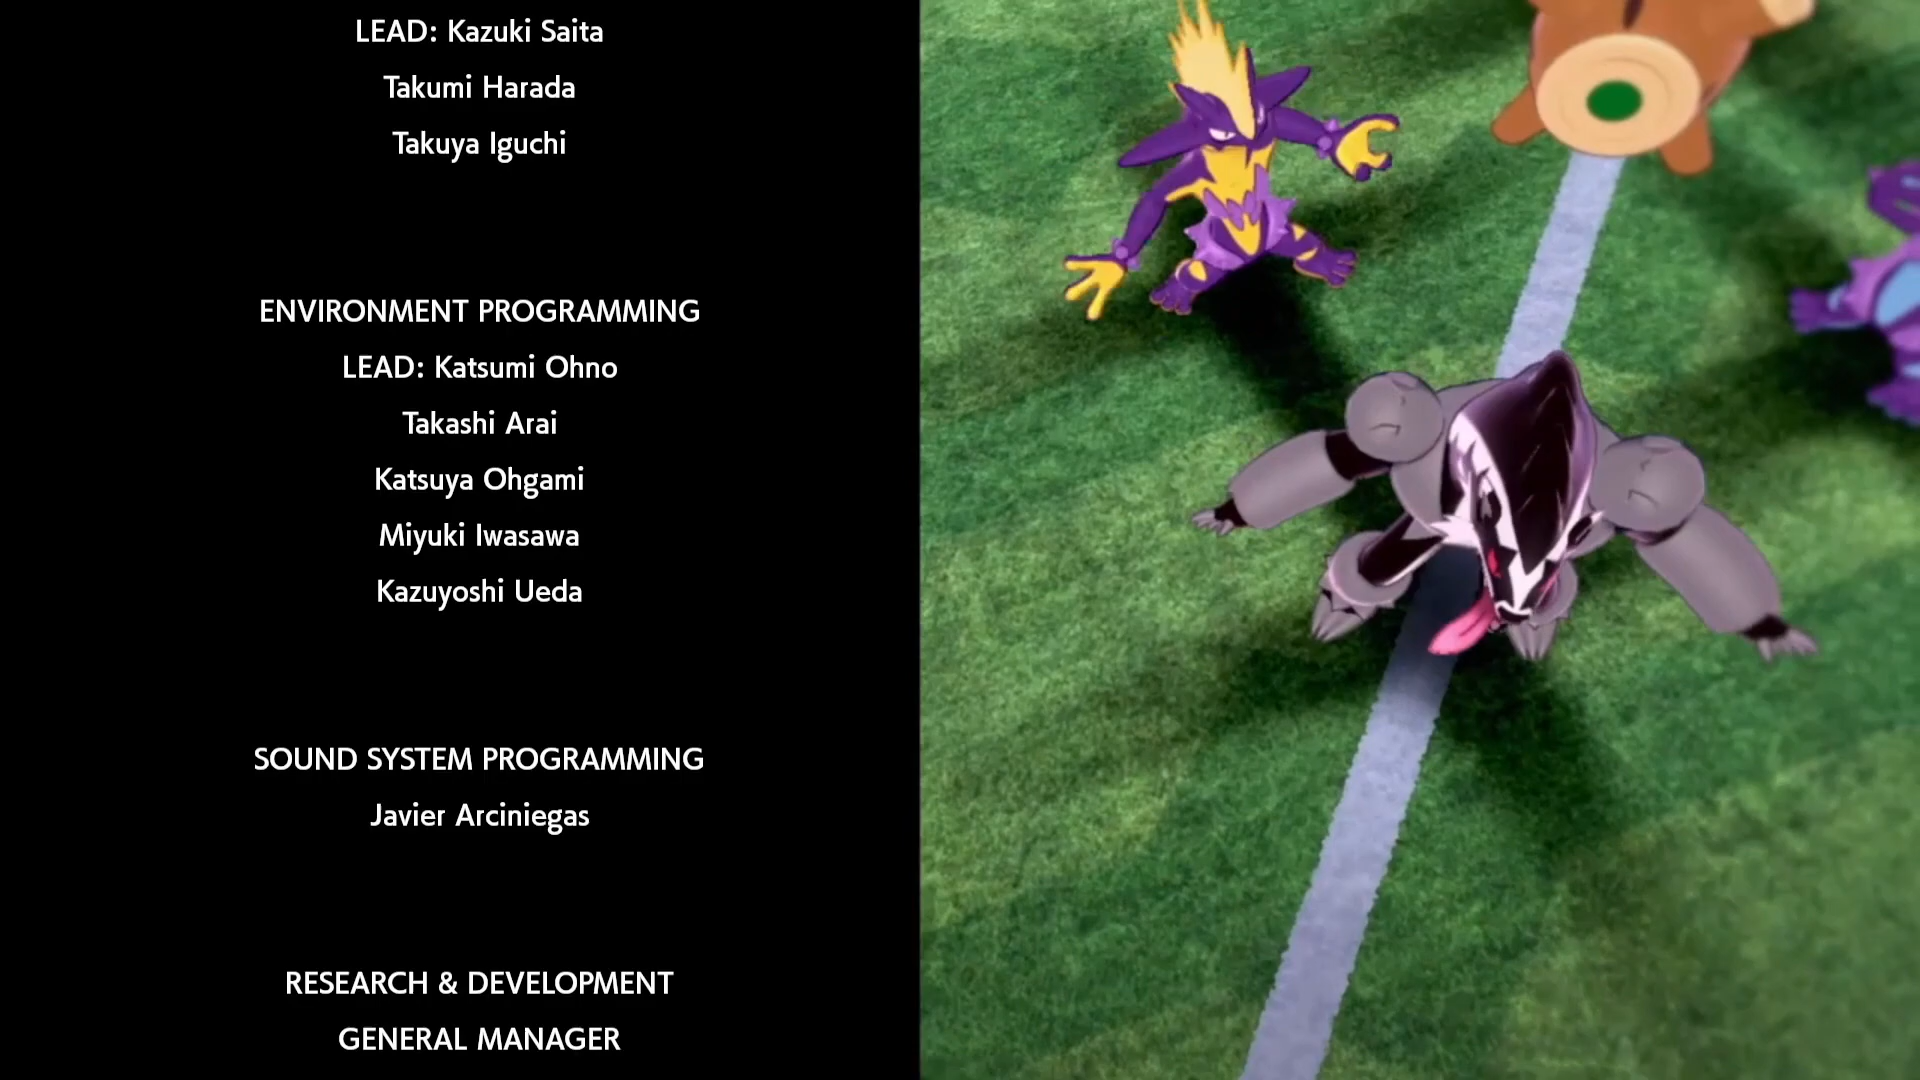 LEAD: Kazuki Saita
Takumi Harada
Takuya Iguchi
ENVIRONMENT PROGRAMMING
LEAD: Katsumi Ohno
Takashi Arai
Katsuya Ohgami
Miyuki Iwasawa
Kazuyoshi Ueda
SOUND SYSTEM PROGRAMMING
Javier Arciniegas
RESEARCH & DEVELOPMENT
GENERAL MANAGER